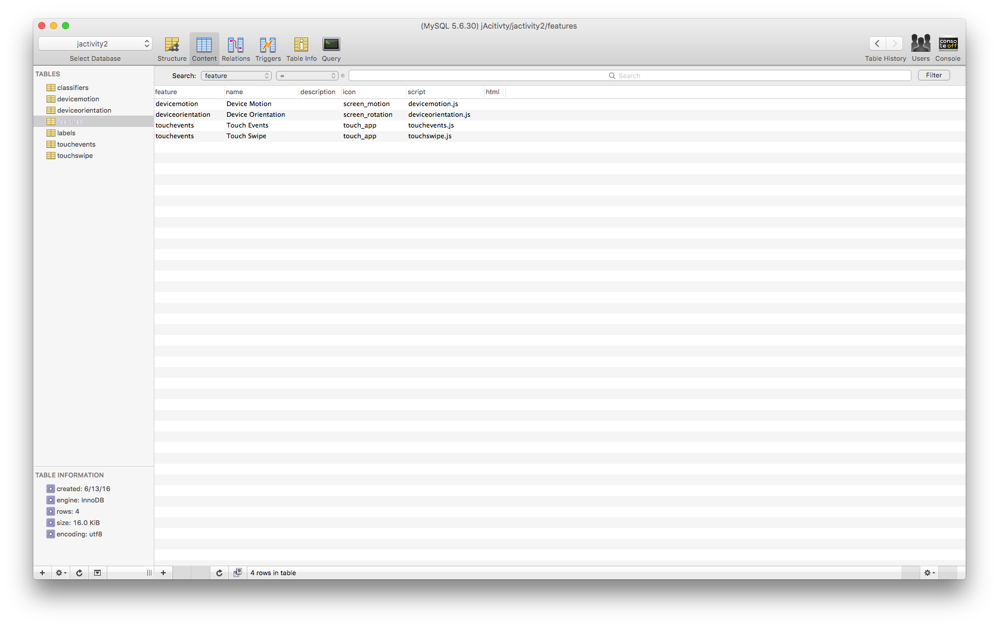 (MySQL 5.6.30) jAcitivty/jactivity2/features
jactivity2
Select Database
Structure
Content
Relations
Triggers
Table Info
Query
Table History
Users
conso
le off
Console
TABLES
classifiers
devicemotion
deviceorientation
features
labels
touchevents
touchswipe
Search: feature = Search Filter
feature name description icon script html
devicemotion Device Motion screen_motion devicemotion.js
deviceorientation Device Orientation screen_rotation deviceorientation.js
touchevents Touch Events touch_app touchevents.js
touchevents Touch Swipe touch_app touchswipe.js
TABLE INFORMATION
created: 6/13/16
engine: InnoDB
rows: 4
size: 16.0 KiB
encoding: utf8
4 rows in table